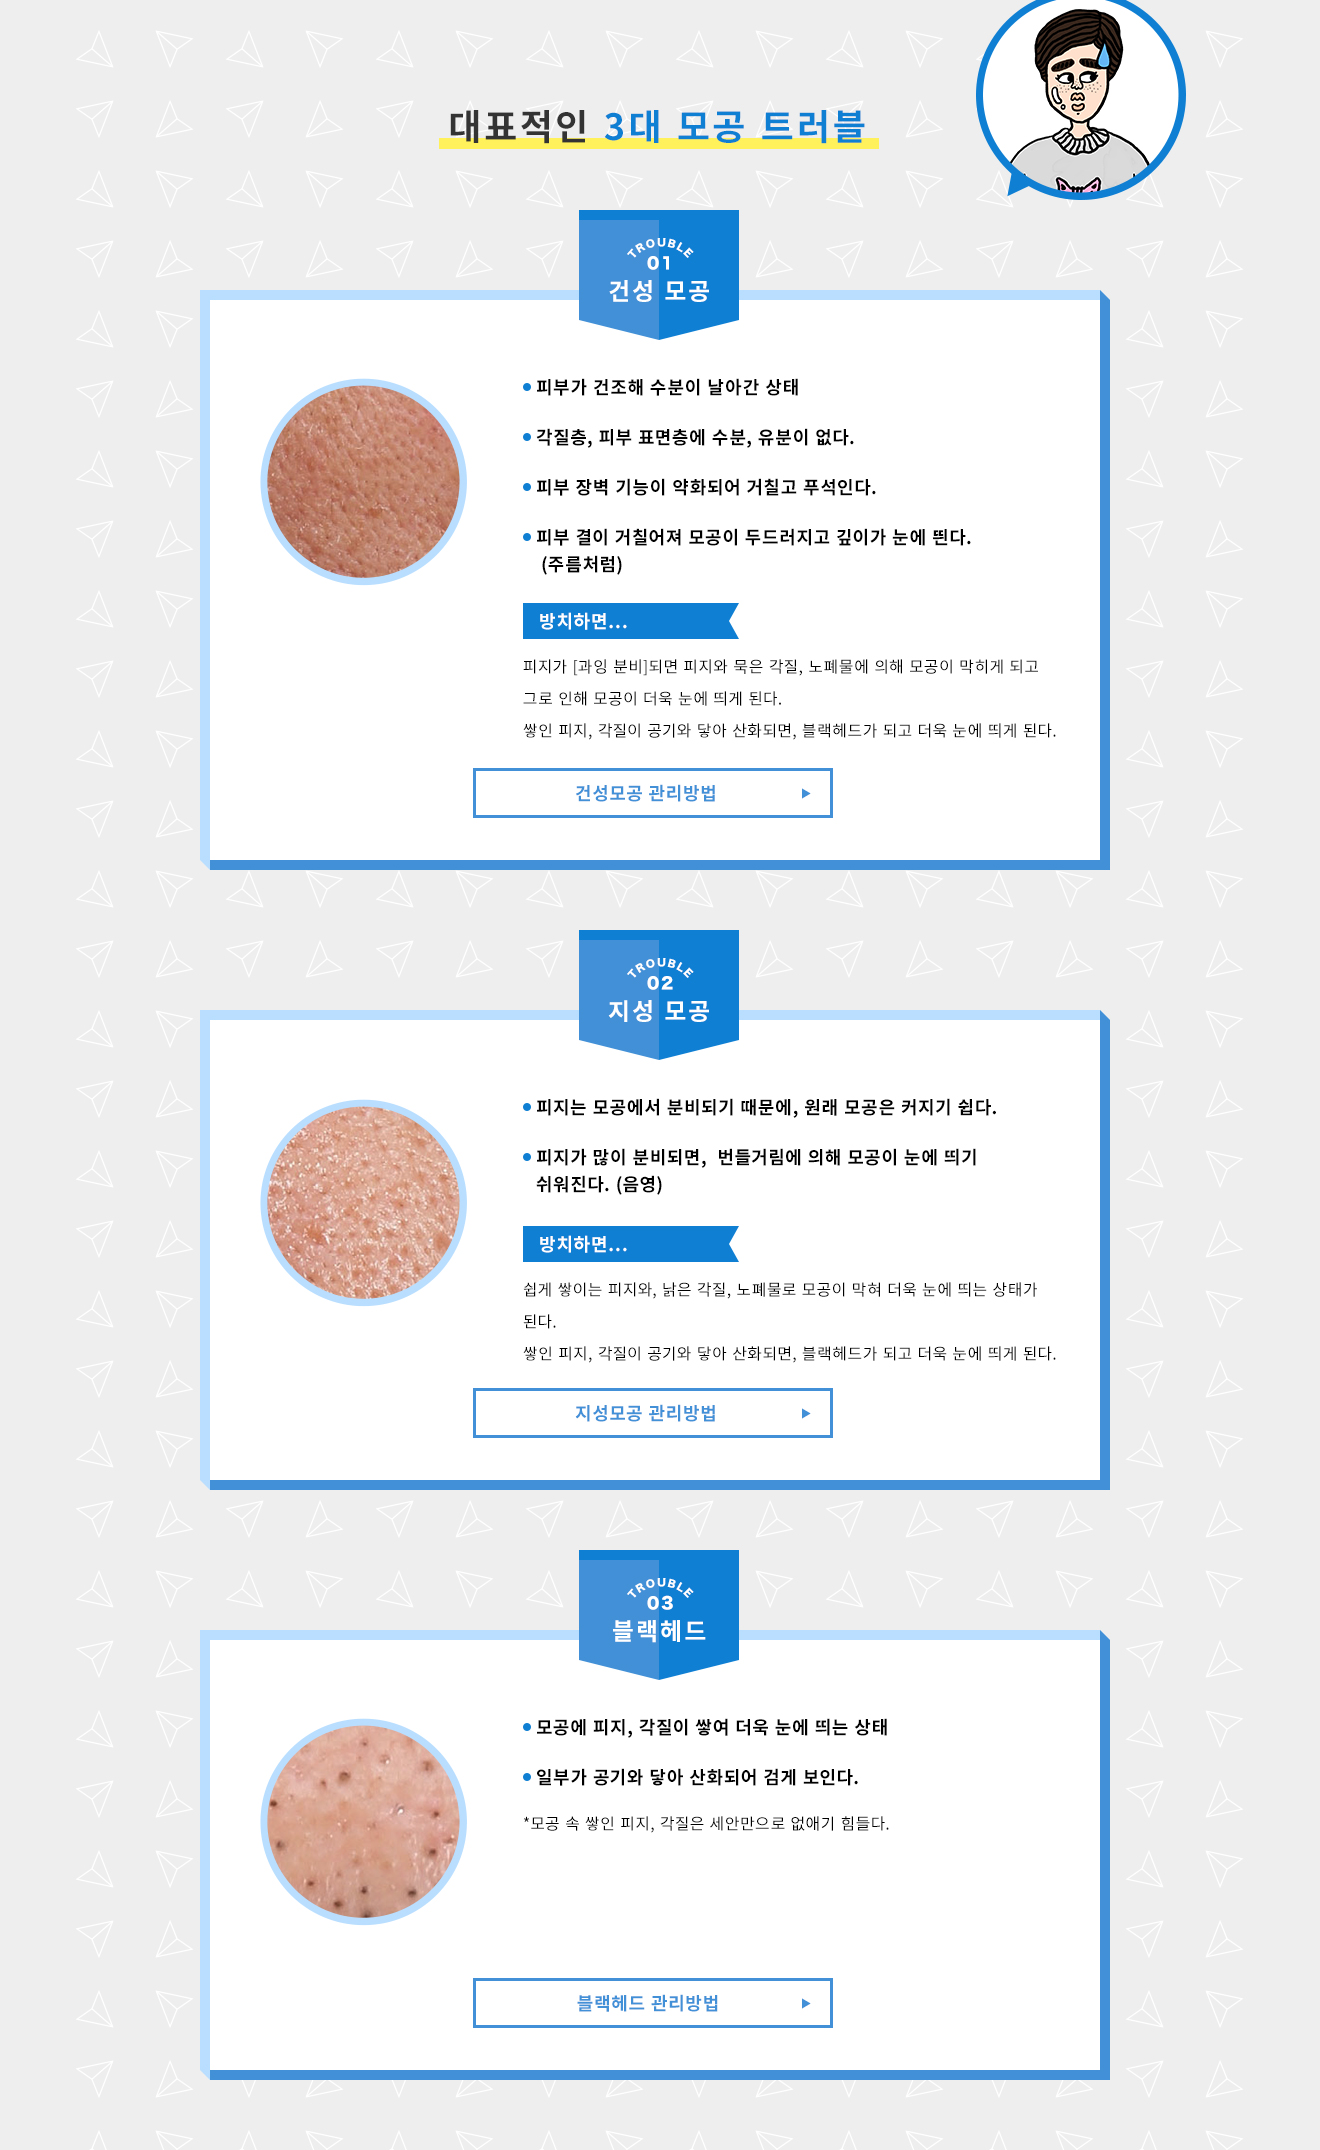 대표적인 3대 모공 트러블
TROUBLE
01
건성 모공
피부가 건조해 수분이 날아간 상태
각질층, 피부 표면층에 수분, 유분이 없다.
피부 장벽 기능이 약화되어 거칠고 푸석인다.
피부 결이 거칠어져 모공이 두드러지고 깊이가 눈에 띈다.
(주름처럼)
방치하면...
피지가 [과잉 분비]되면 피지와 묵은 각질, 노폐물에 의해 모공이 막히게 되고
그로 인해 모공이 더욱 눈에 띄게 된다.
쌓인 피지, 각질이 공기와 닿아 산화되면, 블랙헤드가 되고 더욱 눈에 띄게 된다.
건성모공 관리방법
TROUBLE
02
지성 모공
피지는 모공에서 분비되기 때문에, 원래 모공은 커지기 쉽다.
피지가 많이 분비되면, 번들거림에 의해 모공이 눈에 띄기
쉬워진다. (음영)
방치하면...
쉽게 쌓이는 피지와, 낡은 각질, 노폐물로 모공이 막혀 더욱 눈에 띄는 상태가
된다.
쌓인 피지, 각질이 공기와 닿아 산화되면, 블랙헤드가 되고 더욱 눈에 띄게 된다.
지성모공 관리방법
TROUBLE
03
블랙헤드
모공에 피지, 각질이 쌓여 더욱 눈에 띄는 상태
일부가 공기와 닿아 산화되어 검게 보인다.
*모공 속 쌓인 피지, 각질은 세안만으로 없애기 힘들다.
블랙헤드 관리방법